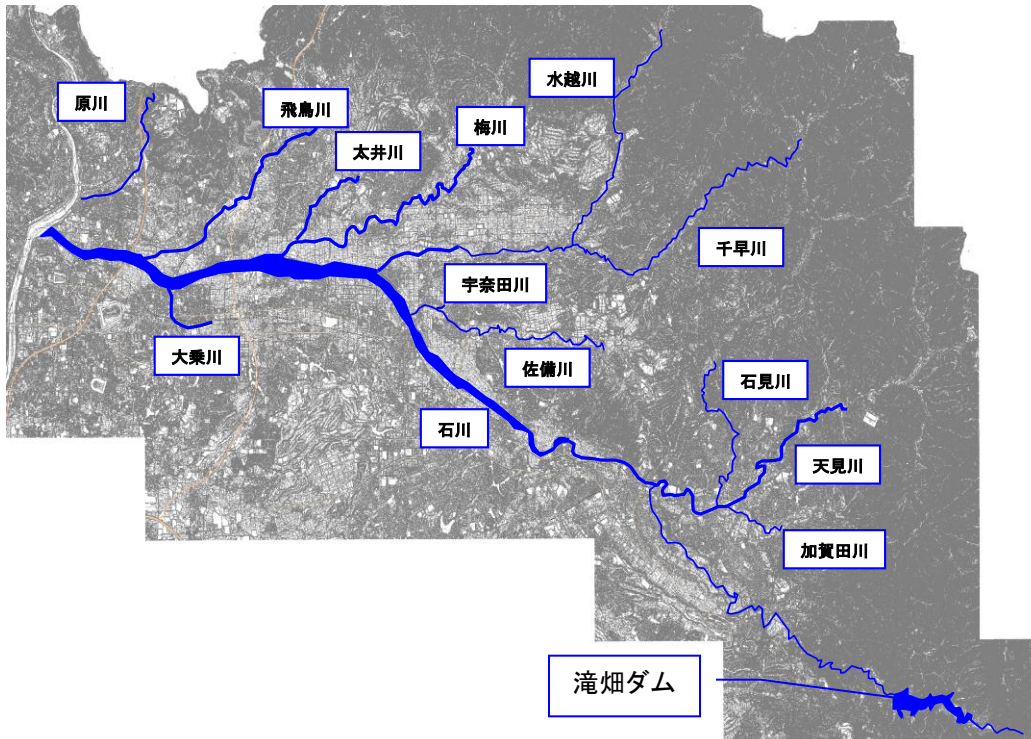 水越川
原川
飛鳥川
梅川
太井川
千早川
宇奈田川
大乗川
佐備川
石見川
石川
天見川
加賀田川
滝畑ダム